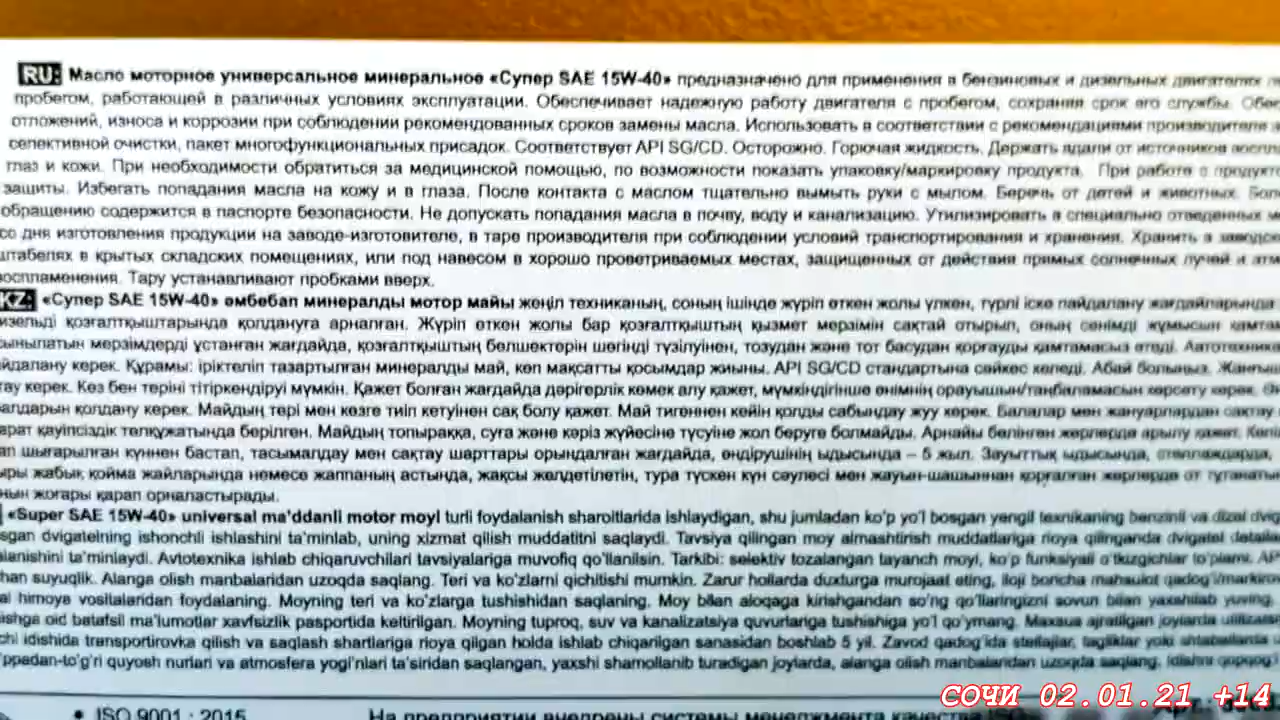 RU: Масло моторное универсальное минеральное «Супер SAE 15W-40» предназначено для применения в бензиновых и дизельных двигателях
пробегом, работающей в различных условиях эксплуатации. Обеспечивает надежную работу двигателя с пробегом, сохраняя срок его службы.
отложений, износа и коррозии при соблюдении рекомендованных сроков замены масла. Использовать в соответствии с рекомендациями производителя
селективной очистки, пакет многофункциональных присадок. Соответствует API SG/CD. Осторожно. Горючая жидкость. Держать вдали от источников
глаз и кожи. При необходимости обратиться за медицинской помощью, по возможности показать упаковку/маркировку продукта. При работе с
защиты. Избегать попадания масла на кожу и в глаза. После контакта с маслом тщательно вымыть руки с мылом. Беречь от детей и животных.
обращению содержится в паспорте безопасности. Не допускать попадания масла в почву, воду и канализацию. Утилизировать в специально отведенных
со дня изготовления продукции на заводе-изготовителе, в таре производителя при соблюдении условий транспортирования и хранения. Хранить в
штабелях в крытых складских помещениях, или под навесом в хорошо проветриваемых местах, защищенных от действия прямых солнечных лучей и
воспламенения. Тару устанавливают пробками вверх.
KZ: «Супер SAE 15W-40» әмбебап минералды мотор майы жеңіл техниканың, соның ішінде жүріп өткен жолы үлкен, түрлі іске пайдалану жағдайларында
қозғалтқыштарында қолдануға арналған. Жүріп өткен жолы бар қозғалтқыштың қызмет мерзімін сақтай отырып, оның сенімді жұмысын
мерзімдерді ұстанған жағдайда, қозғалтқыштың бөлшектерін шөгінді түзілуінен, тозудан және тот басудан қорғауды қамтамасыз етеді.
керек. Құрамы: іріктеліп тазартылған минералды май, көп мақсатты қосымдар жиыны. API SG/CD стандартына сәйкес келеді. Абай болыңыз.
керек. Көз бен теріні тітіркендіруі мүмкін. Қажет болған жағдайда дәрігерлік көмек алу қажет, мүмкіндігінше өнімнің орауышын/таңбаламасын көрсету керек.
қолдану керек. Майдың тері мен көзге тиіп кетуінен сақ болу қажет. Май тигеннен кейін қолды сабындау жуу керек. Балалар мен жануарлардан сақтау
қауіпсіздік төлқұжатында берілген. Майдың топыраққа, суға және кәріз жүйесіне түсуіне жол беруге болмайды. Арнайы бөлінген жерлерде арылу қажет.
шығарылған күннен бастап, тасымалдау мен сақтау шарттары орындалған жағдайда, өндірушінің ыдысында – 5 жыл. Зауыттық ыдысында,
жабық қойма жайларында немесе жаппаның астында, жақсы желдетілетін, тура түскен күн сәулесі мен жауын-шашыннан қорғалған жерлерде
жоғары қарап орналастырады.
«Super SAE 15W-40» universal ma'ddanli motor moyi turli foydalanish sharoitlarida ishlaydigan, shu jumladan ko'p yo'l bosgan yengil texnikaning benzinli va dizel
dvigatelning ishonchli ishlashini ta'minlab, uning xizmat qilish muddatitni saqlaydi. Tavsiya qilingan moy almashtirish muddatlariga rioya qilinganda dvigatel
ta'minlaydi. Avtotexnika ishlab chiqaruvchilari tavsiyalariga muvofiq qo'llanilsin. Tarkibi: selektiv tozalangan tayanch moyi, ko'p funksiyali
suyuqlik. Alanga olish manbalaridan uzoqda saqlang. Teri va ko'zlarni qichitishi mumkin. Zarur hollarda duxdurga murojaat eting, iloji boricha mahsulot
himoya vositalaridan foydalaning. Moyning teri va ko'zlarga tushishidan saqlaning. Moy bilan aloqaga kirishgandan so'ng qo'llaringizni sovun bilan yaxshilab yuving.
oid batafsil ma'lumotlar xavfsizlik pasportida keltirilgan. Moyning tuproq, suv va kanalizatsiya quvurlariga tushishiga yo'l qo'ymang. Maxsus ajratilgan joylarda
idishida transportirovka qilish va saqlash shartlariga rioya qilgan holda ishlab chiqarilgan sanasidan boshlab 5 yil. Zavod qadog'ida stellajlar, tagliklar yoki
quyosh nurlari va atmosfera yog'inlari ta'siridan saqlangan, yaxshi shamollanib turadigan joylarda, alanga olish manbalaridan uzoqda saqlang.
• ISO 9001 : 2015 На предприятии внедрены системы менеджмента качества
СОЧИ 02.01.21 +14